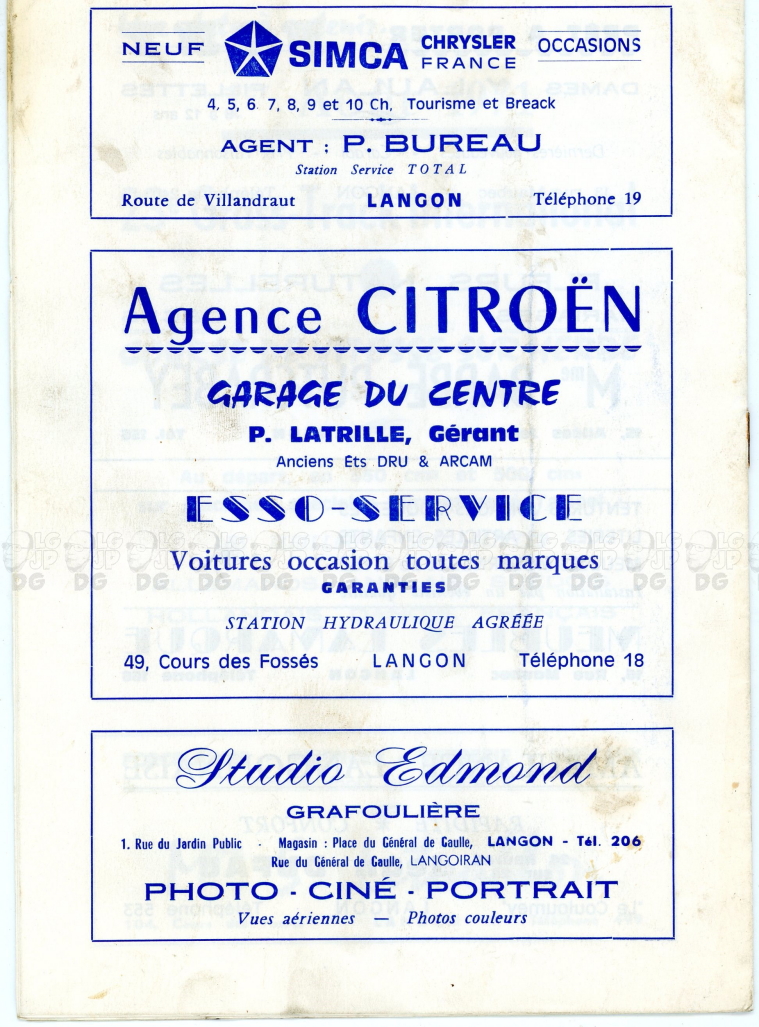 NEUF SIMCA CHRYSLER FRANCE OCCASIONS
4, 5, 6. 7, 8, 9 et 10 Ch, Tourisme et Breack
AGENT : P. BUREAU
Station Service TOTAL
Route de Villandraut LANGON Téléphone 19
Agence CITROËN
GARAGE DU CENTRE
P. LATRILLE, Gérant
Anciens Ets DRU & ARCAM
ESSO-SERVICE
Voitures occasion toutes marques
GARANTIES
STATION HYDRAULIQUE AGRÉÉE
49, Cours des Fossés LANGON Téléphone 18
Studio Edmond
GRAFOULIÈRE
1. Rue du Jardin Public - Magasin : Place du Général de Gaulle, LANGON - Tél. 206
Rue du Général de Gaulle, LANGOIRAN
PHOTO - CINÉ - PORTRAIT
Vues aériennes — Photos couleurs